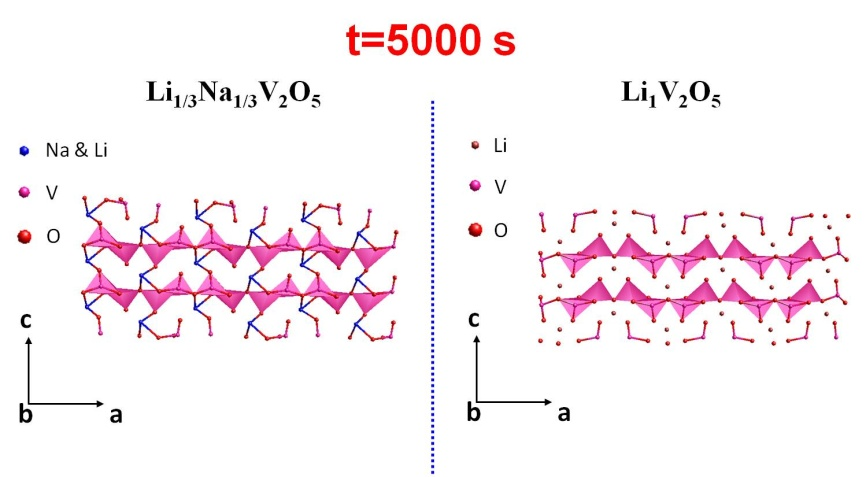 t=5000 s
Li1/3Na1/3V2O5
Na & Li
V
O
c
b
a
Li1V2O5
Li
V
O
c
b
a